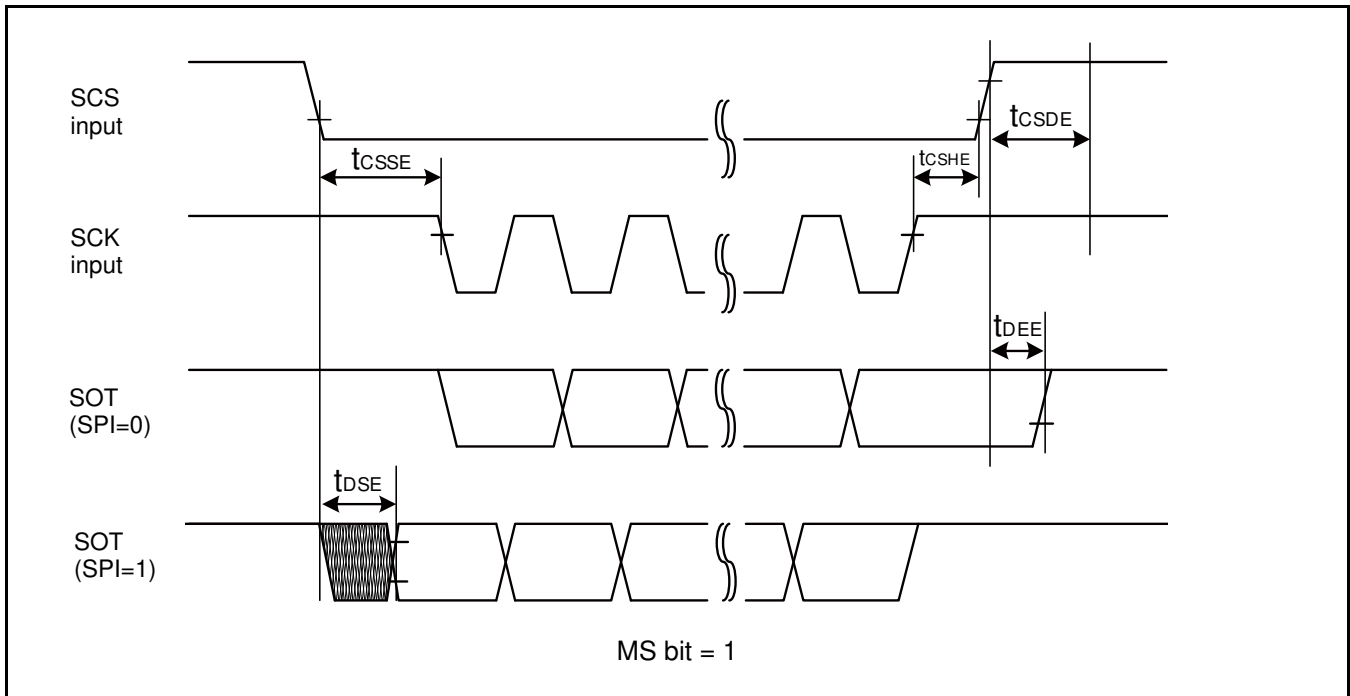 SCS
input
tCSDE
tCSSE
tCSHE
SCK
input
tDEE
SOT
(SPI=0)
tDSE
SOT
(SPI=1)
MS bit = 1